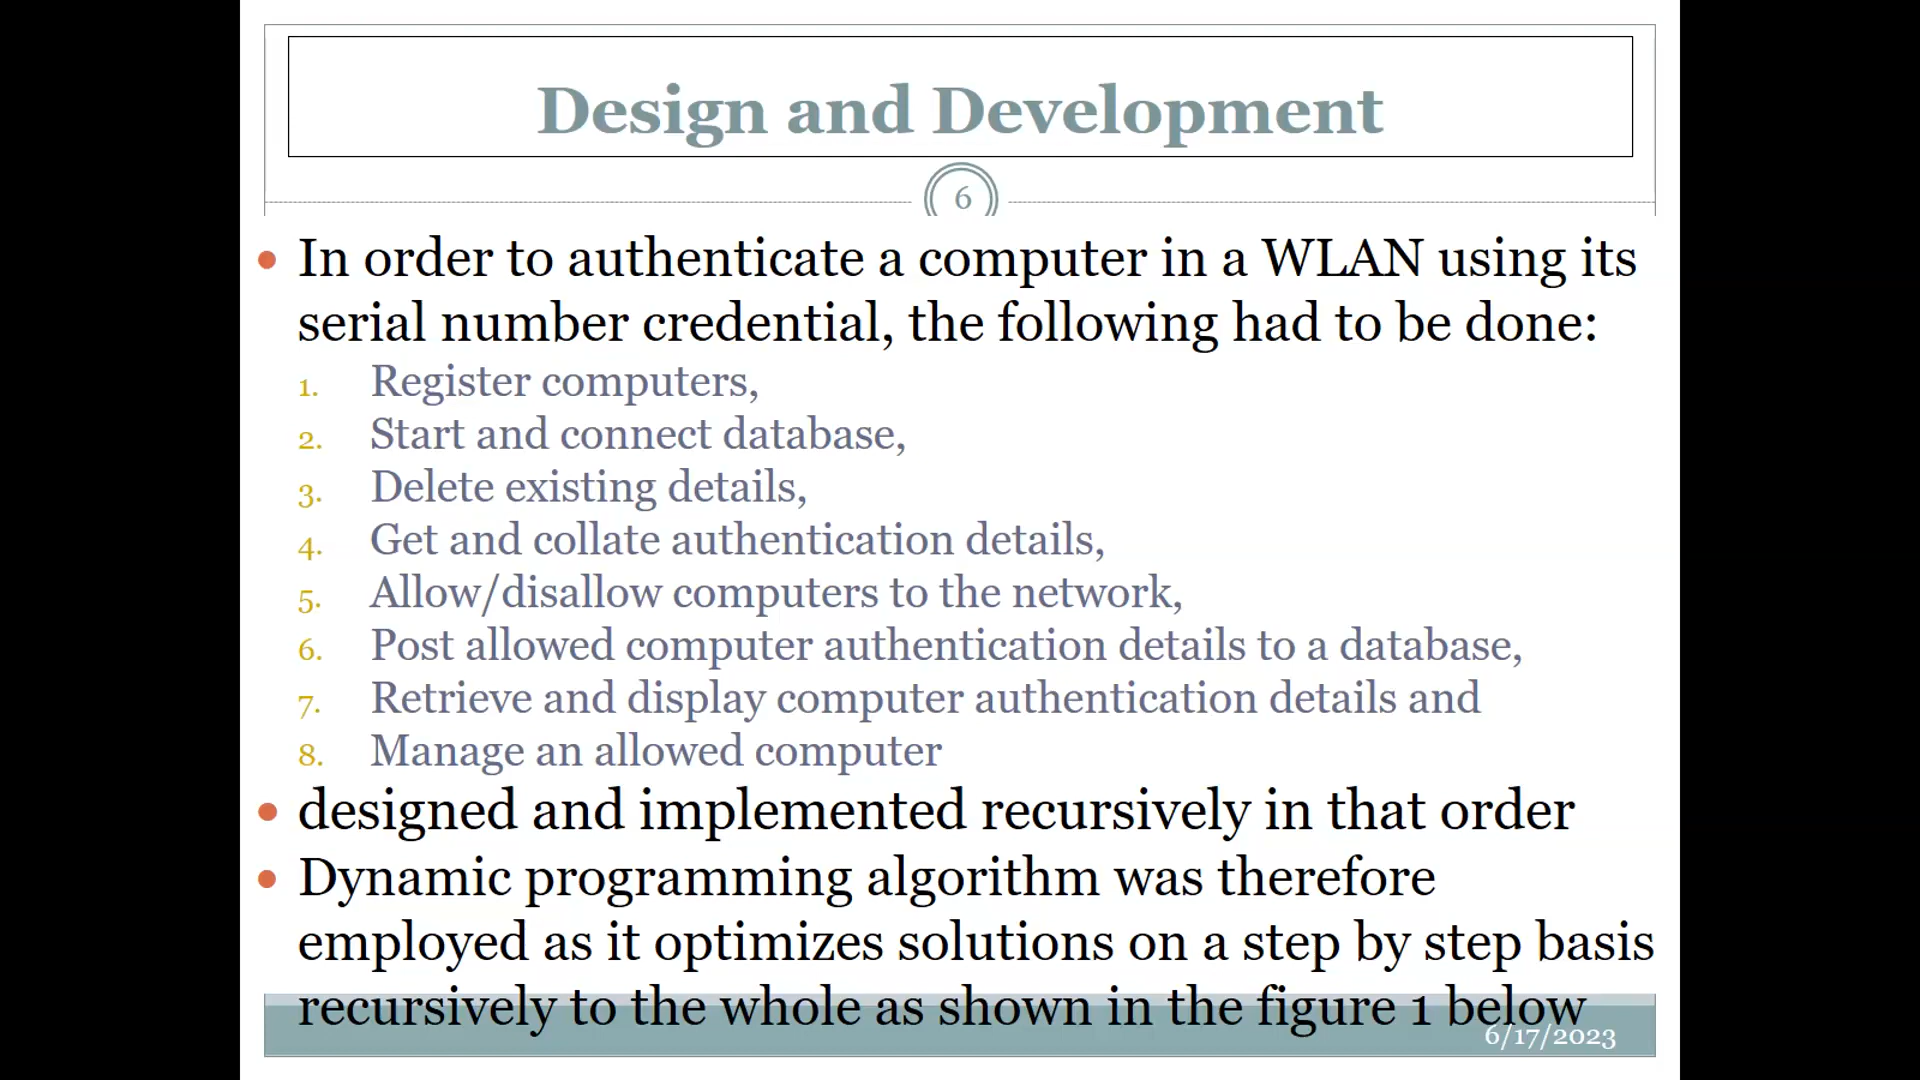 Design and Development
6
• In order to authenticate a computer in a WLAN using its
serial number credential, the following had to be done:
1. Register computers,
2. Start and connect database,
3. Delete existing details,
4. Get and collate authentication details,
5. Allow/disallow computers to the network,
6. Post allowed computer authentication details to a database,
7. Retrieve and display computer authentication details and
8. Manage an allowed computer
• designed and implemented recursively in that order
• Dynamic programming algorithm was therefore
employed as it optimizes solutions on a step by step basis
recursively to the whole as shown in the figure 1 below
6/17/2023